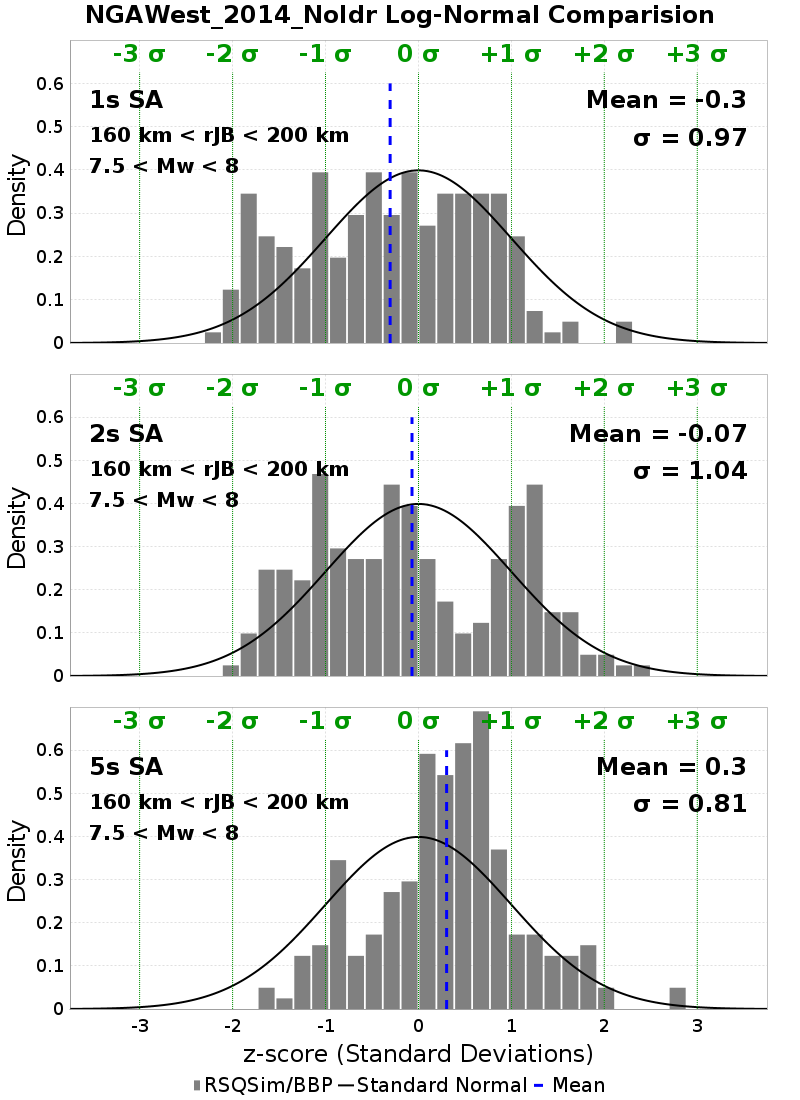 NGAWest_2014_NoIdr Log-Normal Comparision
-3 σ -2 σ -1 σ 0 σ +1 σ +2 σ +3 σ
0.6
1s SA Mean = -0.3
0.5
160 km < rJB < 200 km σ = 0.97
7.5 < Mw < 8
0.4
0.3
0.2
0.1
0
Density
-3 σ -2 σ -1 σ 0 σ +1 σ +2 σ +3 σ
0.6
2s SA Mean = -0.07
0.5
160 km < rJB < 200 km σ = 1.04
7.5 < Mw < 8
0.4
0.3
0.2
0.1
0
Density
-3 σ -2 σ -1 σ 0 σ +1 σ +2 σ +3 σ
0.6
5s SA Mean = 0.3
0.5
160 km < rJB < 200 km σ = 0.81
7.5 < Mw < 8
0.4
0.3
0.2
0.1
0
Density
-3 -2 -1 0 1 2 3
z-score (Standard Deviations)
RSQSim/BBP Standard Normal Mean